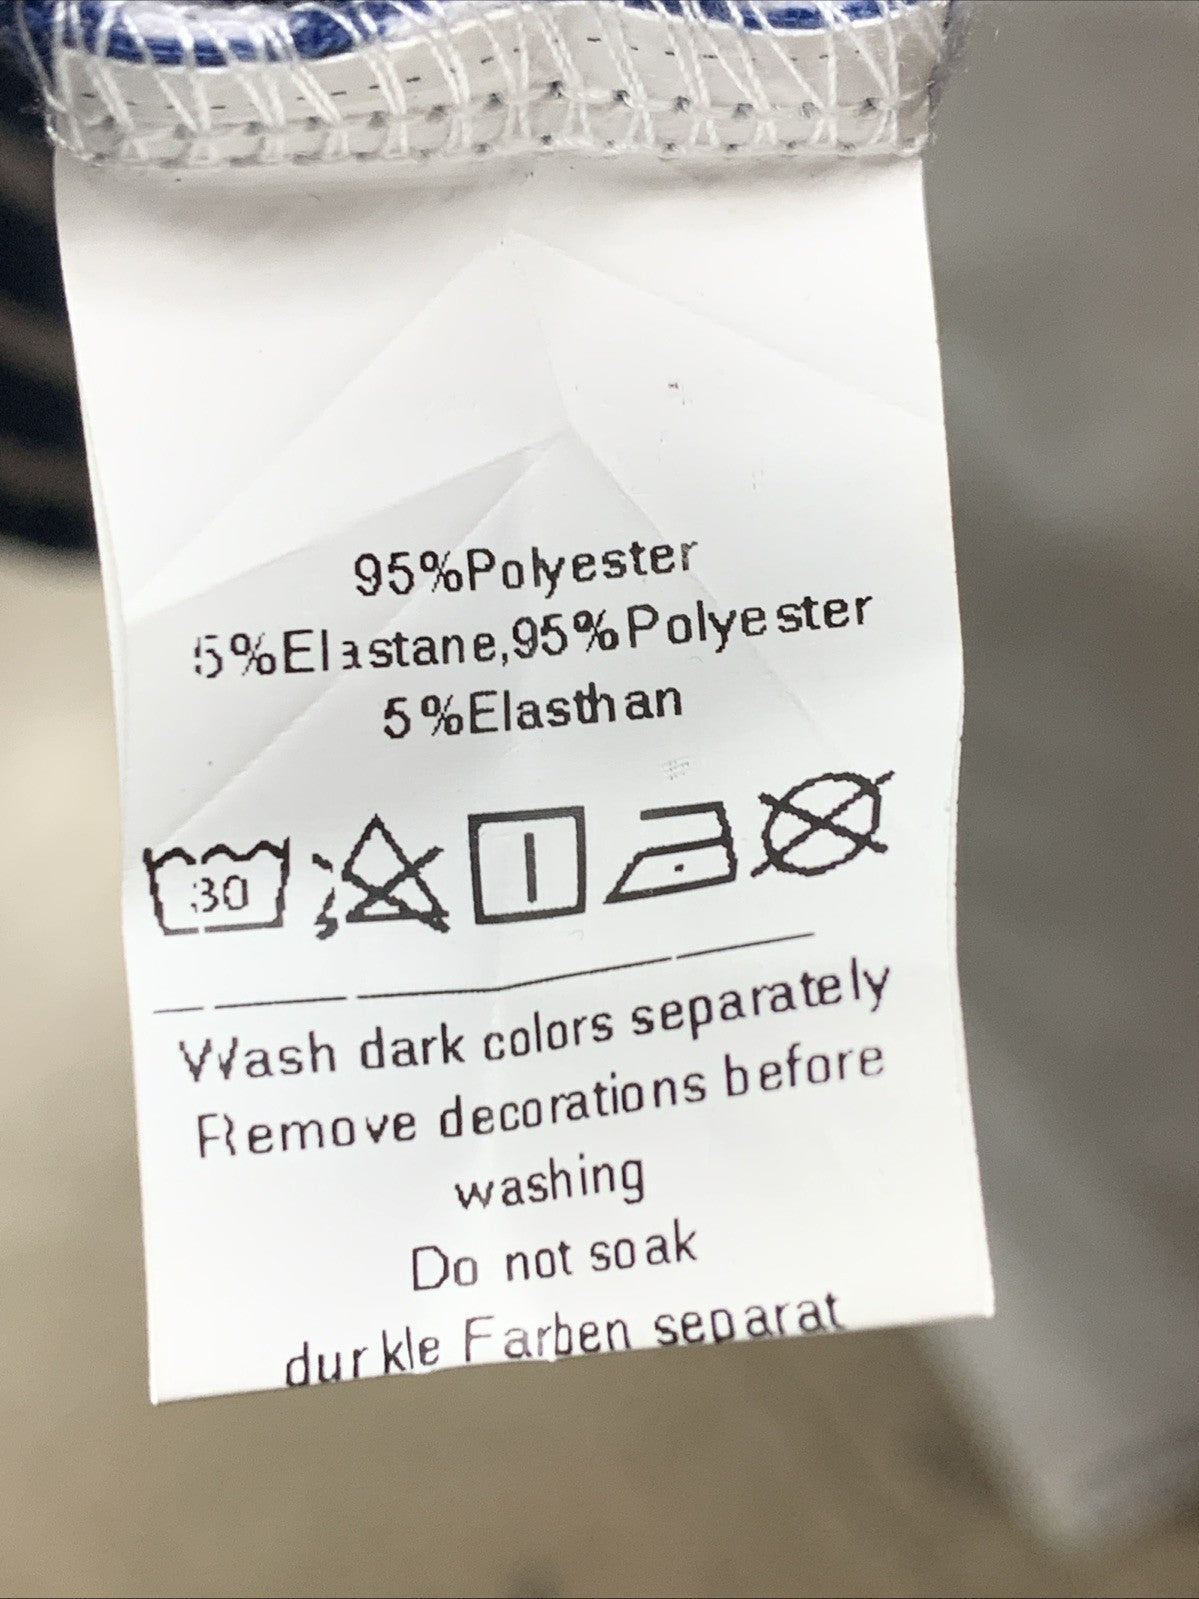 95%Polyester
5%Elastane,95%Polyester
5%Elasthan
30
Wash dark colors separately
Remove decorations before
washing
Do not soak
durkle Farben separat